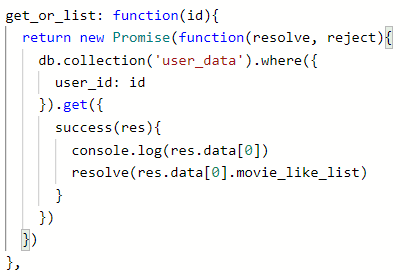 get_or_list: function(id){
  return new Promise(function(resolve, reject){
    db.collection('user_data').where({
      user_id: id
    }).get({
      success(res){
        console.log(res.data[0])
        resolve(res.data[0].movie_like_list)
      }
    })
  })
},